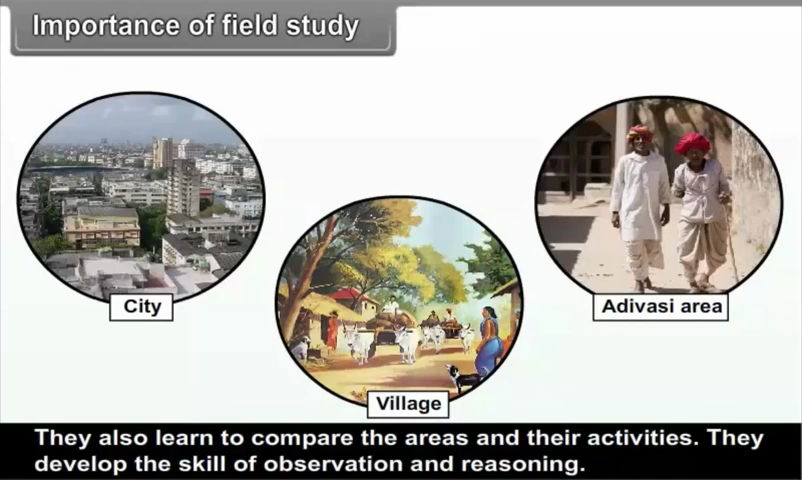 Importance of field study
City
Adivasi area
Village
They also learn to compare the areas and their activities. They
develop the skill of observation and reasoning.